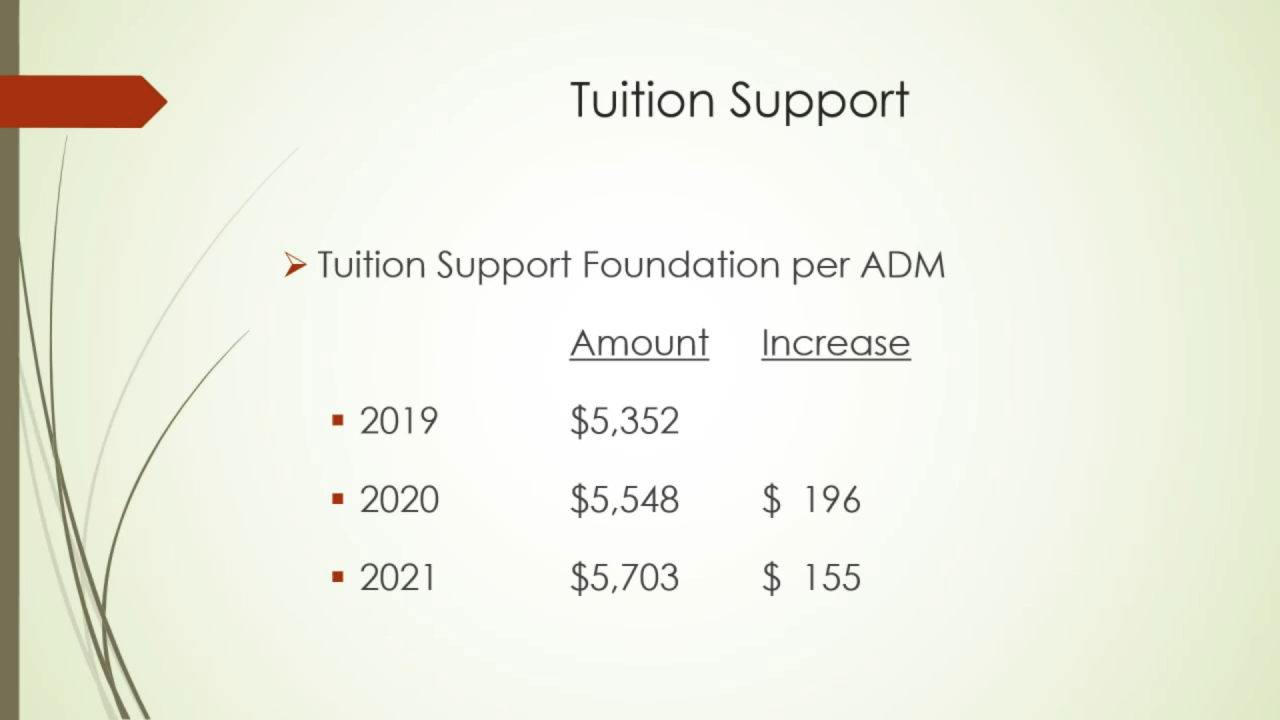 Tuition Support
Tuition Support Foundation per ADM
Amount Increase
2019 $5,352
2020 $5,548 $ 196
2021 $5,703 $ 155